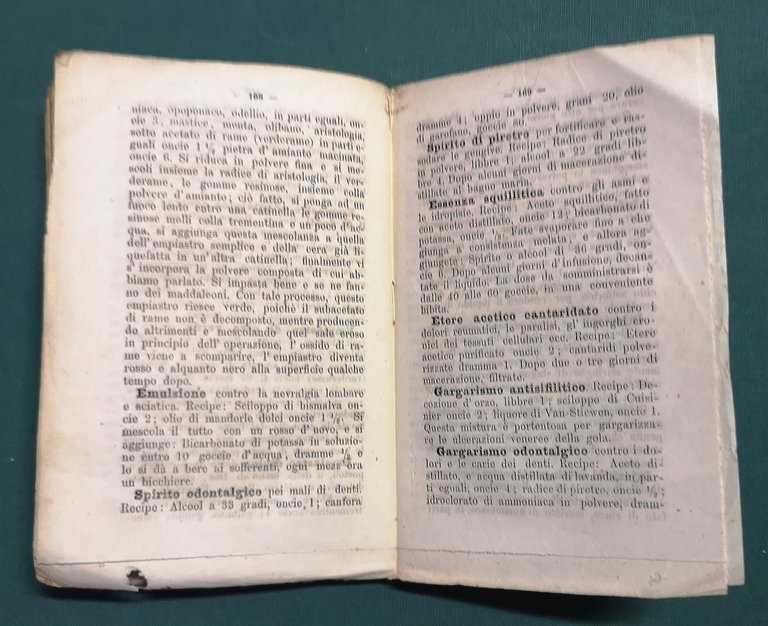 — 168 —
niaca, opoponaco, odellio, in parti eguali, on-
cie 3. mastice, menta, olibano, aristologia,
sotto acetato di rame (verderame) in parti e-
guali oncie 1 ½ pietra d'amianto macinata,
oncie 6. Si riduca in polvere fina e si me-
scoli insieme la radice di aristologia, il ver-
derame, le gomme resinose, insieme colla
polvere d'amianto; ciò fatto, si ponga ad un
fuoco lento entro una catinella le gomme re-
sinose molli colla trementina e un poco d'ac-
qua, si aggiunga questa mescolanza a quella
dell'empiastro semplice e della cera già li-
quefatta in un'altra catinella; finalmente vi
s'incorpora la polvere composta di cui ab-
biamo parlato. Si impasta bene e se ne fan-
no dei maddaleoni. Con tale processo, questo
empiastro riesce verde, poichè il subacetato
di rame non è decomposto, mentre producen-
do altrimenti e mescolando quel sale eroso
in principio dell'operazione, l'ossido di ra-
me viene a scomparire, l'empiastro diventa
rosso e alquanto nero alla superficie qualche
tempo dopo.
Emulsione contro la nevralgia lombare
e sciatica. Recipe: Sciloppo di bismalva on-
cie 2; olio di mandorle dolci oncie 1 ½. Si
mescola il tutto con un rosso d'uovo, e si
aggiunge: Bicarbonato di potassa in soluzio-
ne entro 10 goccie d'acqua, dramme ½ e
lo si dà a bere ai sofferenti, ogni mezz'ora
un bicchiere.
Spirito odontalgico pei mali di denti.
Recipe: Alcool a 33 gradi, oncie, 1; canfora
— 169 —
dramme 4; oppio in polvere, grani 20, olio
di garofano, goccie 80.
Spirito di piretro per fortificare e ras-
sodare le gengive. Recipe: Radice di piretro
in polvere, libbre 1; alcool a 22 gradi lib-
bre 4. Dopo alcuni giorni di macerazione di-
stillate al bagno maria.
Essenza squillitica contro gli asmi e
le idropisie. Recipe: Aceto squillitico, fatto
con aceto distillato, oncie 12; bicarbonato di
potassa, oncie ½. Fate evaporare fino a che
giunga a consistenza melata, e allora ag-
giungete: Spirito o alcool di 36 gradi, on-
cie 6. Dopo alcuni giorni d'infusione decan-
tate il liquido. La dose da somministrarsi è
dalle 40 alle 60 goccie, in una conveniente
bibita.
Etere acetico cantaridato contro i
dolori reumatici, le paralisi, gl'ingorghi cro-
nici dei tessuti cellulari ecc. Recipe: Etere
acetico purificato oncie 2; cantaridi polve-
rizzate dramma 1. Dopo due o tre giorni di
macerazione, filtrate.
Gargarismo antisifilitico. Recipe: De-
cozione d'orzo, libbre 1; sciloppo di Cuisi-
nier oncie 2; liquore di Van-Stiewen, oncie 1.
Questa mistura è portentosa per gargarizza-
re le ulcerazioni veneree della gola.
Gargarismo odontalgico contro i do-
lori e le carie dei denti. Recipe: Aceto di-
stillato, e acqua distillata di lavanda, in par-
ti eguali, oncie 4; radice di piretro, oncie ½;
idroclorato di ammoniaca in polvere, dram-